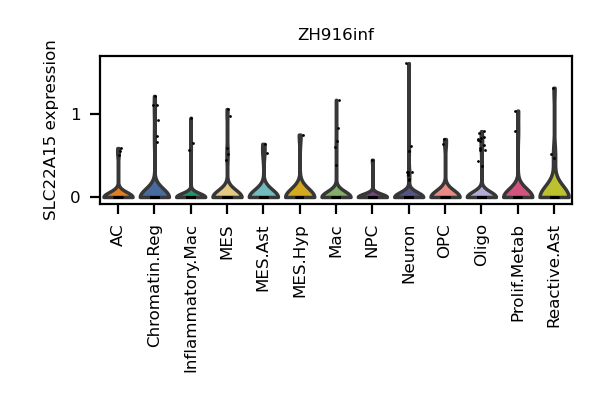 ZH916inf
SLC22A15 expression
1
0
AC
Chromatin.Reg
Inflammatory.Mac
MES
MES.Ast
MES.Hyp
Mac
NPC
Neuron
OPC
Oligo
Prolif.Metab
Reactive.Ast